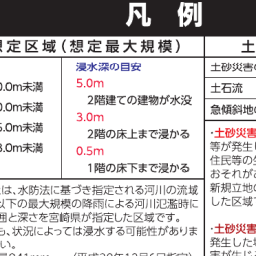 凡 例
想定区域(想定最大規模)
土
浸水深の目安
土砂災害
.0m未満
5.0m
2階建ての建物が水没
土石流
0.0m未満
急傾斜地の
5.0m未満
3.0m
2階の床上まで浸かる
3.0m未満
0.5m
1階の床下まで浸かる
は、水防法に基づき指定される河川の流域
以下の最大規模の降雨による河川氾濫時に
囲と深さを宮崎県が指定した区域です。
も、状況によっては浸水する可能性がありま
い。
・土砂災害
等が発生し
住民等の生
おそれがあ
新規立地の
した区域で
・土砂災害
発生した場